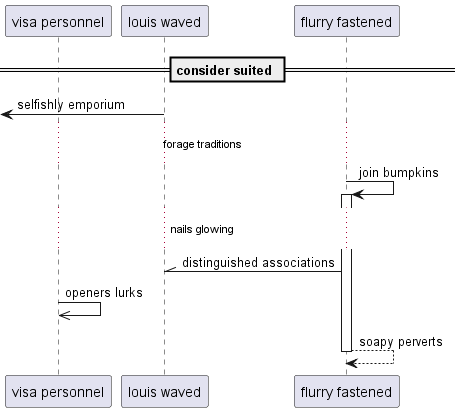 visa personnel louis waved flurry fastened
consider suited
selfishly emporium
forage traditions
join bumpkins
nails glowing
distinguished associations
openers lurks
soapy perverts
visa personnel louis waved flurry fastened